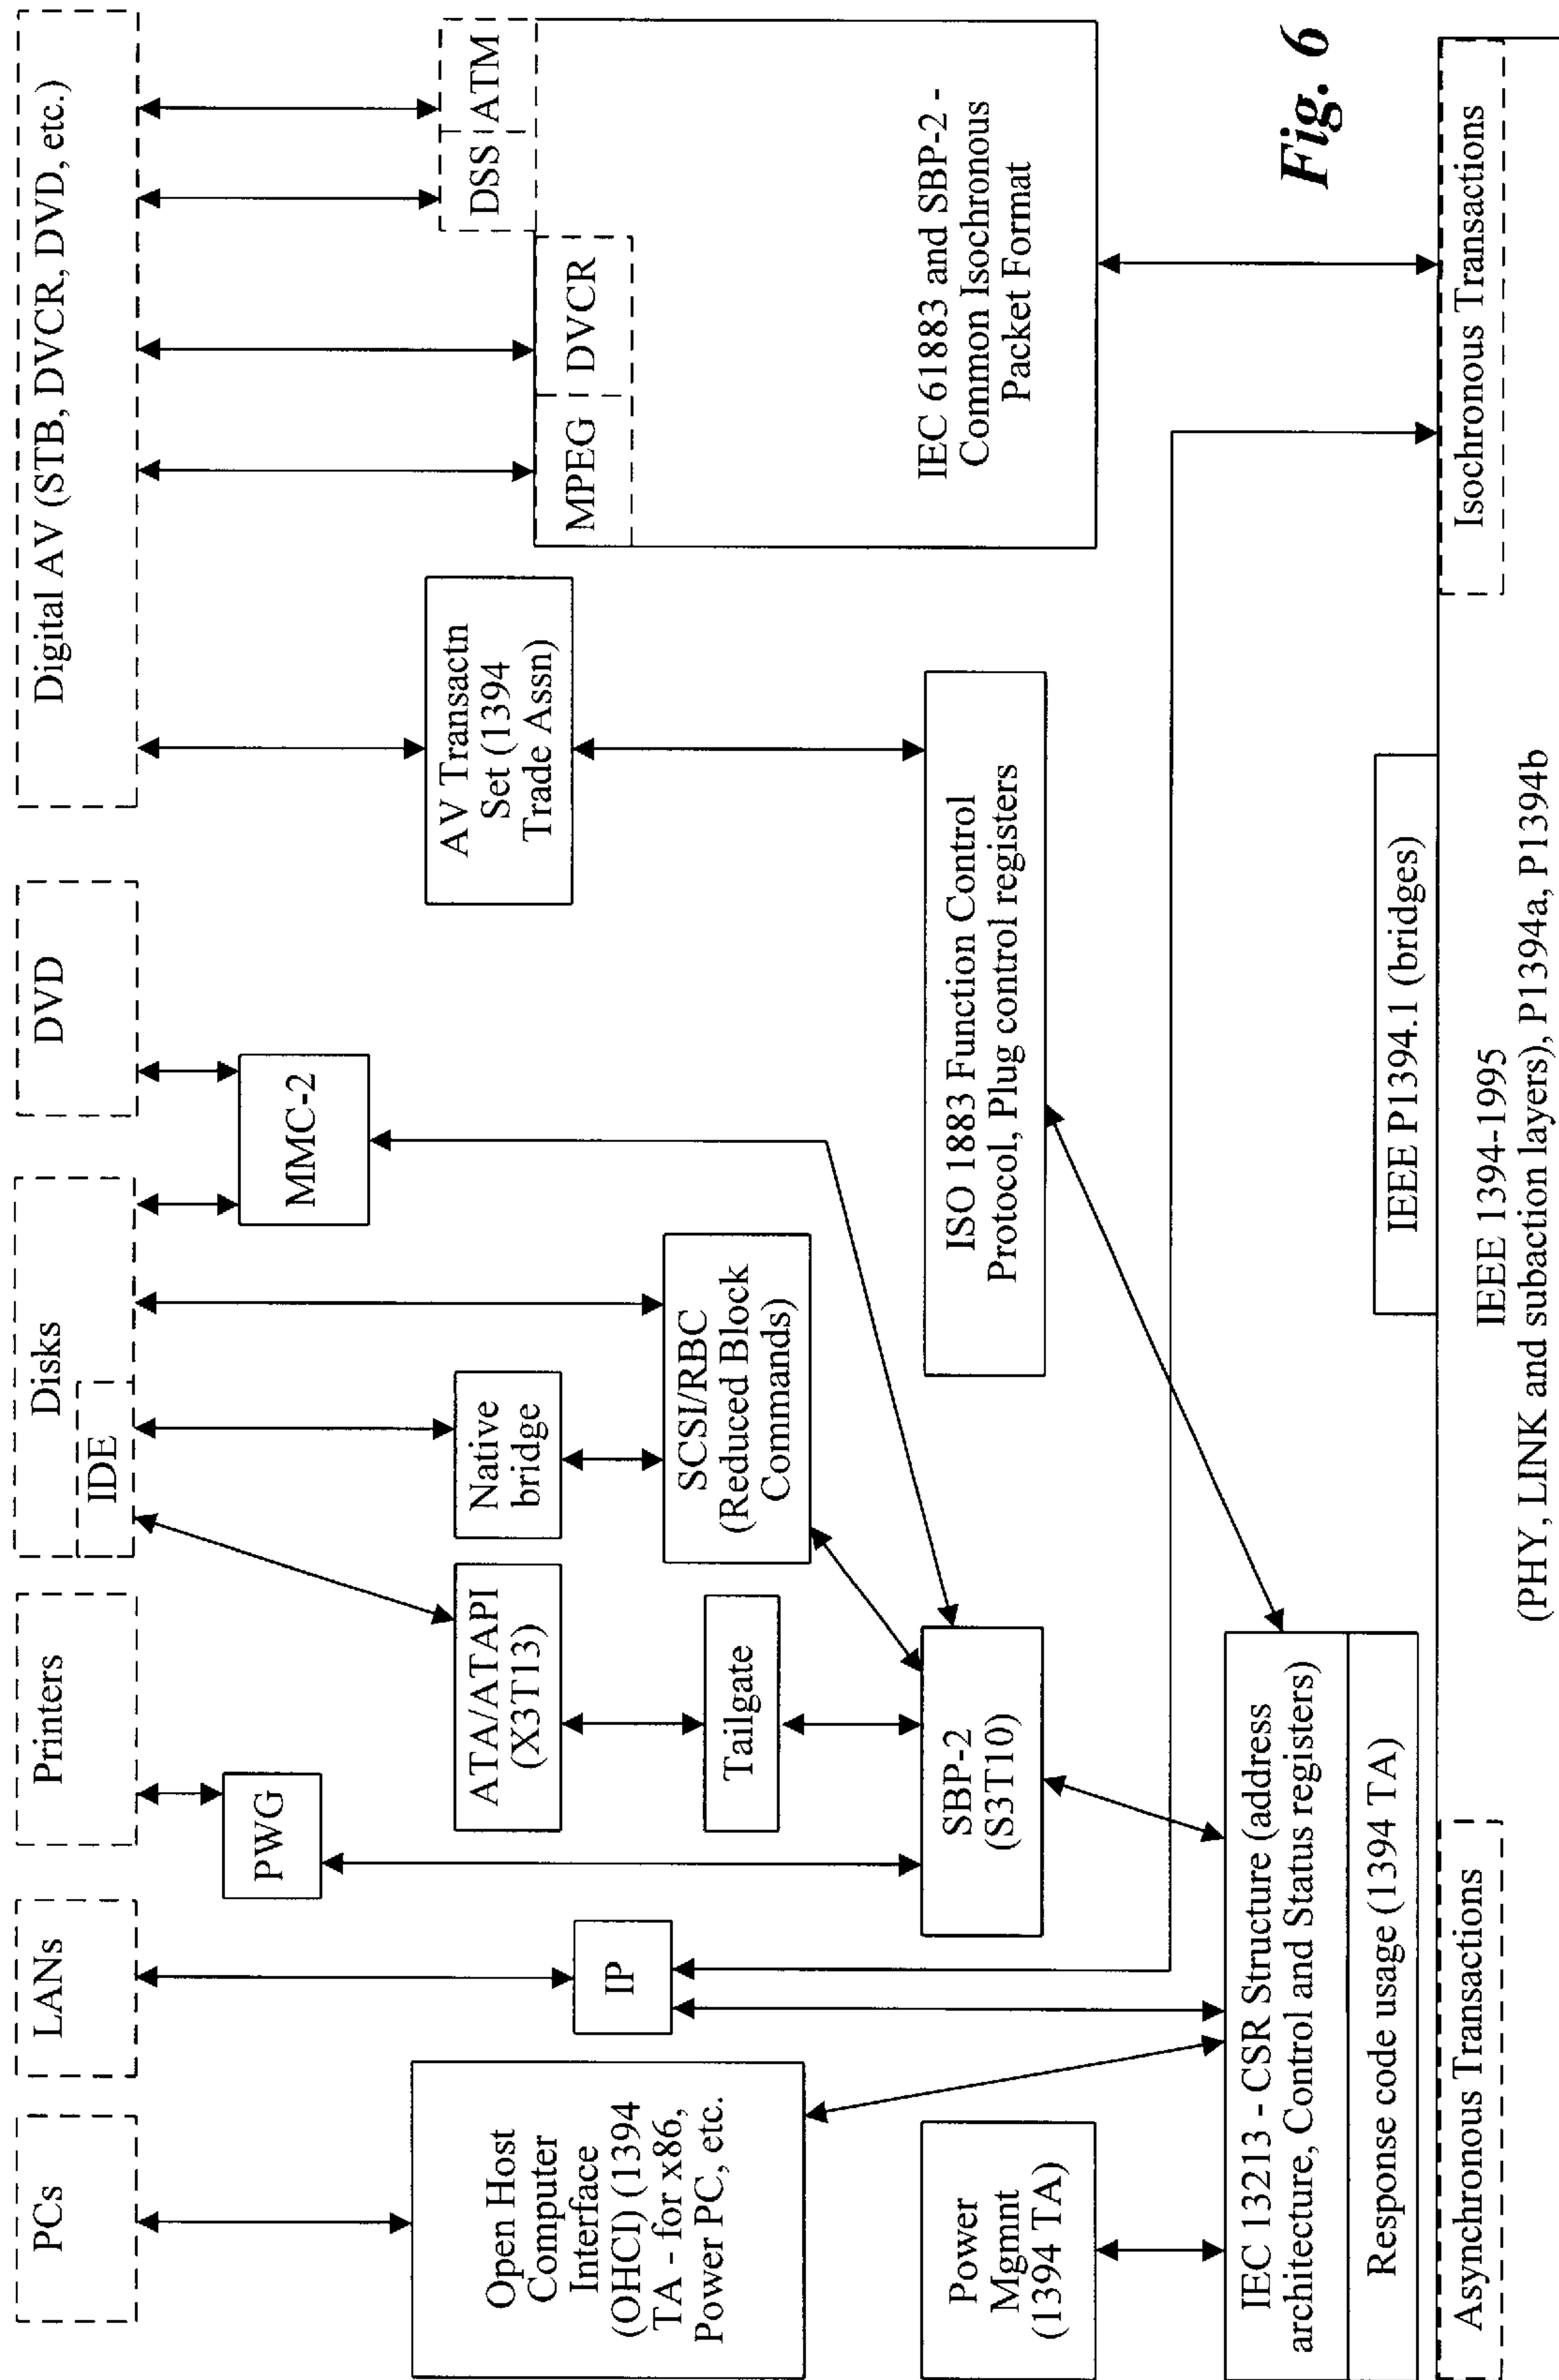 PCs
LANs
Printers
Disks
IDE
DVD
Digital AV (STB, DVCR, DVD, etc.)
PWG
MMC-2
Open Host
Computer
Interface
(OHCI) (1394
TA - for x86,
Power PC, etc.
IP
ATA/ATAPI
(X3T13)
Native
bridge
AV Transactn
Set (1394
Trade Assn)
DSS
ATM
MPEG
DVCR
Tailgate
SCSI/RBC
(Reduced Block
Commands)
Power
Mgmnt
(1394 TA)
SBP-2
(S3T10)
ISO 1883 Function Control
Protocol, Plug control registers
IEC 61883 and SBP-2 -
Common Isochronous
Packet Format
IEC 13213 - CSR Structure (address
architecture, Control and Status registers)
Response code usage (1394 TA)
Fig. 6
IEEE P1394.1 (bridges)
Asynchronous Transactions
Isochronous Transactions
IEEE 1394-1995
(PHY, LINK and subaction layers), P1394a, P1394b